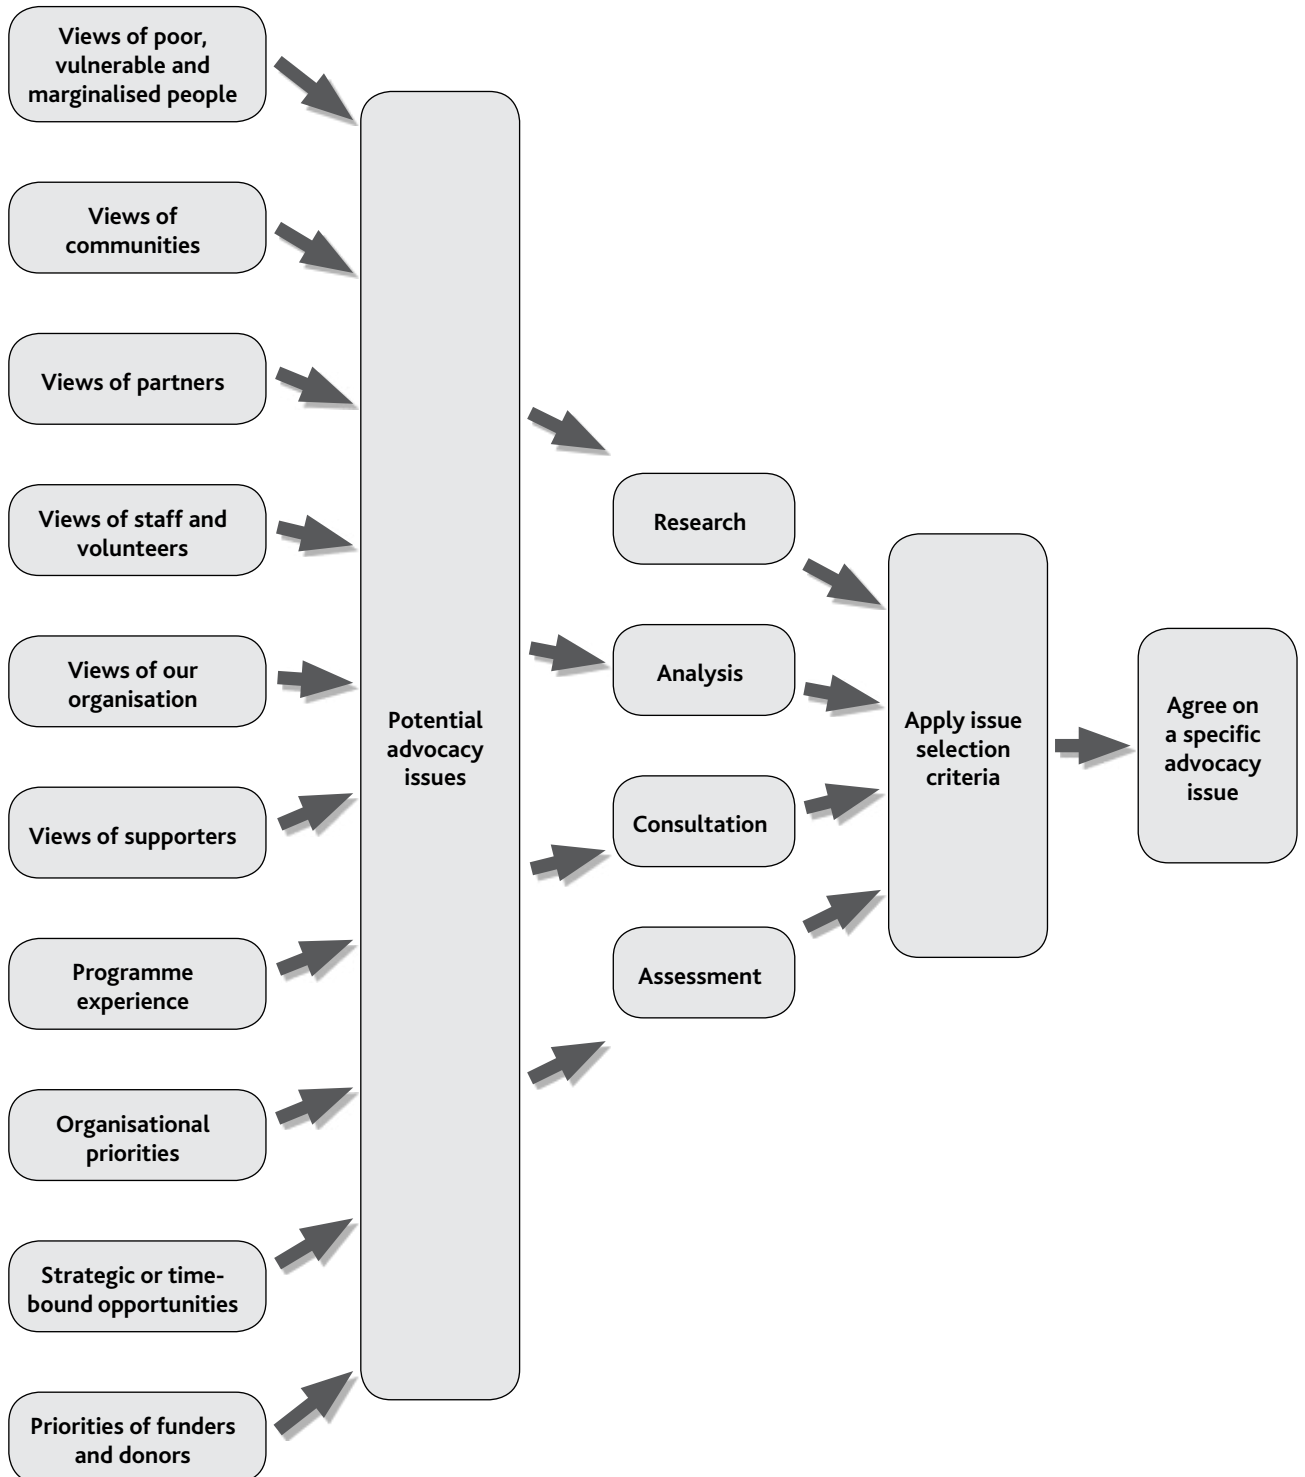 Views of poor,
vulnerable and
marginalised people
Views of
communities
Views of partners
Views of staff and
volunteers
Views of our
organisation
Views of supporters
Programme
experience
Organisational
priorities
Strategic or time-
bound opportunities
Priorities of funders
and donors
Potential
advocacy
issues
Research
Analysis
Consultation
Assessment
Apply issue
selection
criteria
Agree on
a specific
advocacy
issue